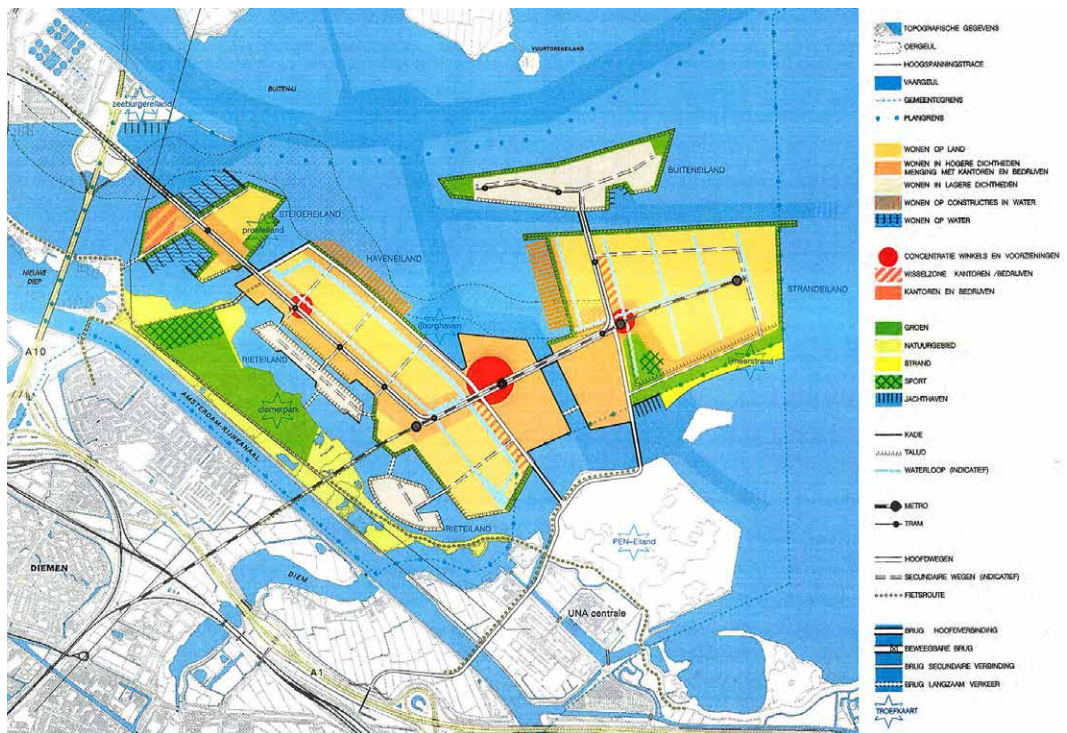 VUURTORENEILAND
BUITEN-IJ
zeeburgereiland
BUITENEILAND
STEIGEREILAND
proefeiland
HAVENEILAND
NIEUWE
DIEP
STRANDEILAND
ijburghaven
RIETEILAND
ijmeerstrand
A10
diemerpark
AMSTERDAM-RIJNKANAAL
RIETEILAND
PEN-Eiland
DIEMEN
DIEM
UNA centrale
A1
TOPOGRAFISCHE GEGEVENS
OERGEUL
HOOGSPANNINGSTRACE
VAARGEUL
GEMEENTEGRENS
PLANGRENS
WONEN OP LAND
WONEN IN HOGERE DICHTHEDEN
MENGING MET KANTOREN EN BEDRIJVEN
WONEN IN LAGERE DICHTHEDEN
WONEN OP CONSTRUCTIES IN WATER
WONEN OP WATER
CONCENTRATIE WINKELS EN VOORZIENINGEN
WISSELZONE KANTOREN /BEDRIJVEN
KANTOREN EN BEDRIJVEN
GROEN
NATUURGEBIED
STRAND
SPORT
JACHTHAVEN
KADE
TALUD
WATERLOOP (INDICATIEF)
METRO
TRAM
HOOFDWEGEN
SECUNDAIRE WEGEN (INDICATIEF)
FIETSROUTE
BRUG HOOFDVERBINDING
BEWEEGBARE BRUG
BRUG SECUNDAIRE VERBINDING
BRUG LANGZAAM VERKEER
TROEFKAART